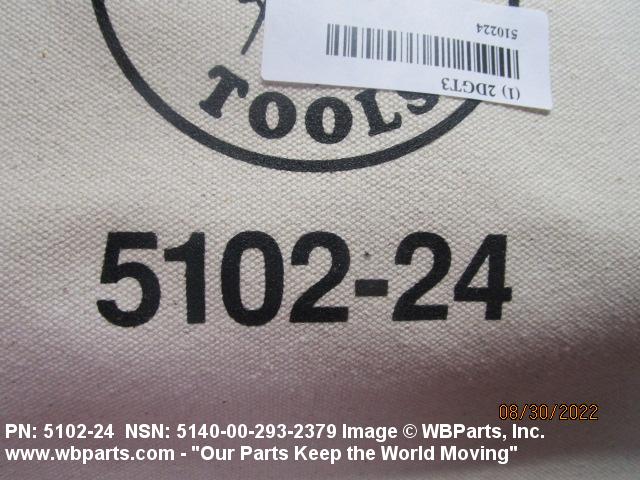 510224
(1) 2DGT3
TOOLS
5102-24
08/30/2022
PN: 5102-24 NSN: 5140-00-293-2379 Image © WBParts, Inc.
www.wbparts.com - "Our Parts Keep the World Moving"